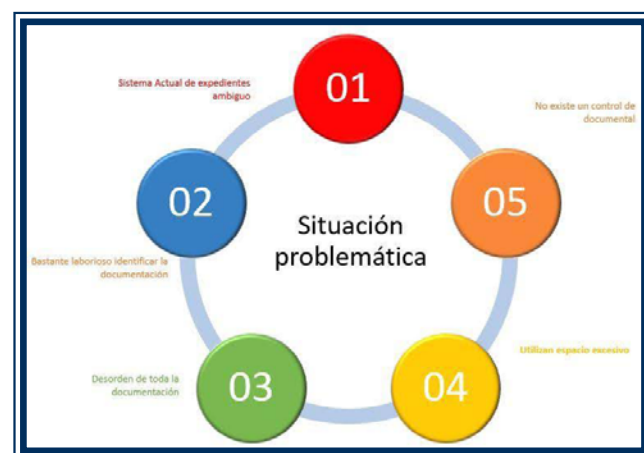 Sistema Actual de expedientes
ambiguo
01
No existe un control de
documental
02
05
Situación
problemática
Bastante laborioso identificar la
documentación
Utilizan espacio excesivo
Desorden de toda la
documentación
03
04